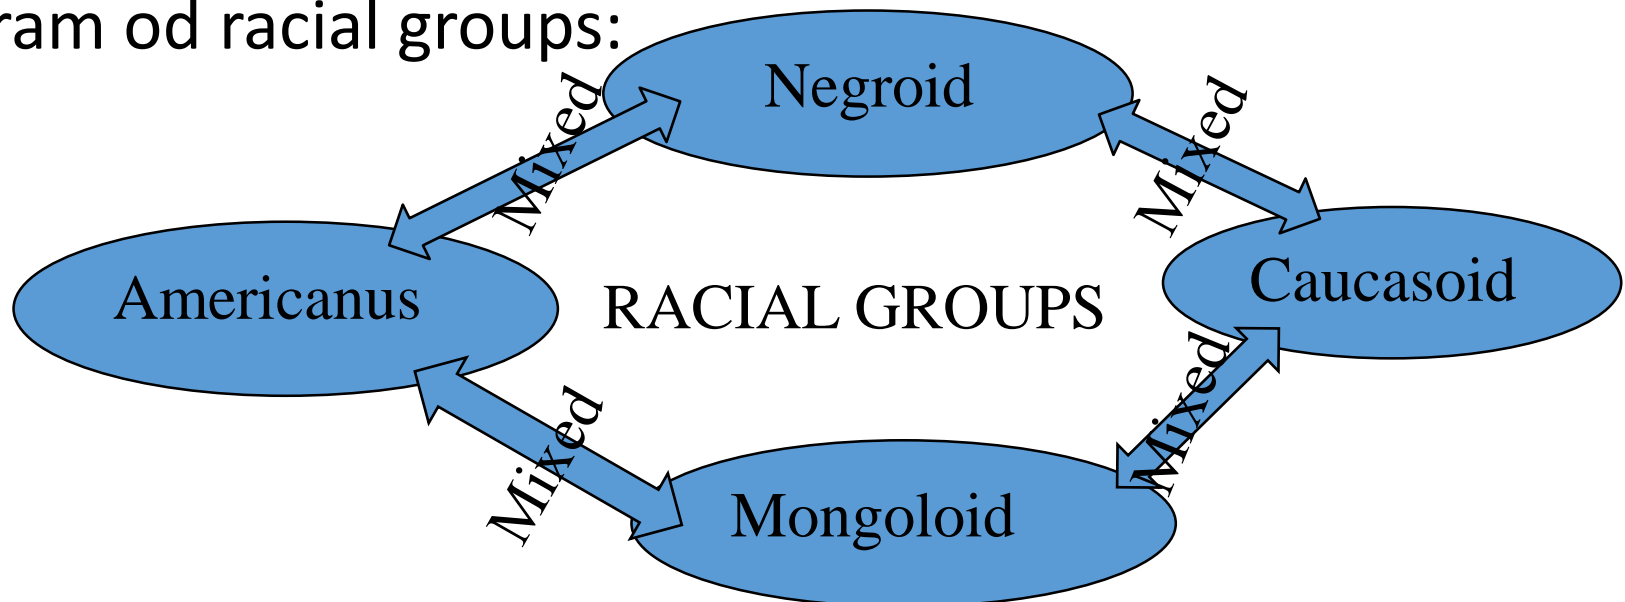 ram od racial groups:
Negroid
Mixed
Mixed
Americanus
RACIAL GROUPS
Caucasoid
Mixed
Mixed
Mongoloid